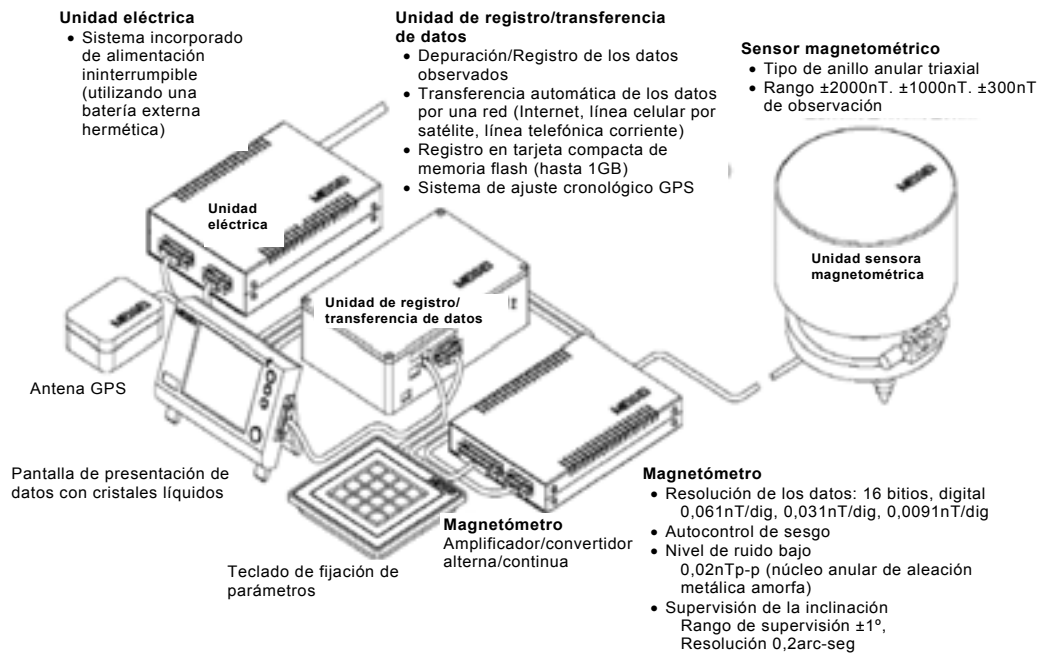 Unidad eléctrica
• Sistema incorporado
de alimentación
ininterrumpible
(utilizando una
batería externa
hermética)
Unidad de registro/transferencia
de datos
• Depuración/Registro de los datos
observados
• Transferencia automática de los datos
por una red (Internet, línea celular por
satélite, línea telefónica corriente)
• Registro en tarjeta compacta de
memoria flash (hasta 1GB)
• Sistema de ajuste cronológico GPS
Sensor magnetométrico
• Tipo de anillo anular triaxial
• Rango ±2000nT. ±1000nT. ±300nT
de observación
Unidad
eléctrica
Unidad de registro/
transferencia de datos
Unidad sensora
magnetométrica
Antena GPS
Pantalla de presentación de
datos con cristales líquidos
Teclado de fijación de
parámetros
Magnetómetro
Amplificador/convertidor
alterna/continua
Magnetómetro
• Resolución de los datos: 16 bitios, digital
0,061nT/dig, 0,031nT/dig, 0,0091nT/dig
• Autocontrol de sesgo
• Nivel de ruido bajo
0,02nTp-p (núcleo anular de aleación
metálica amorfa)
• Supervisión de la inclinación
Rango de supervisión ±1º,
Resolución 0,2arc-seg